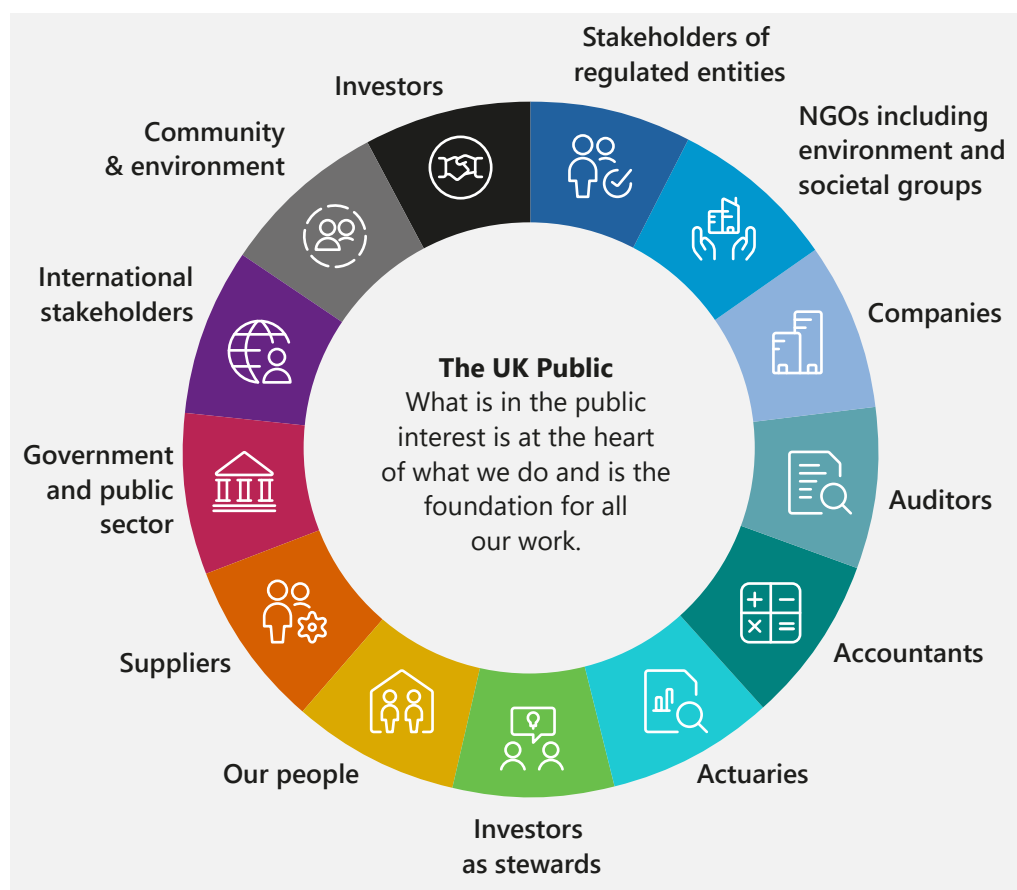 Stakeholders of
regulated entities
NGOs including
environment and
societal groups
Companies
Auditors
Accountants
Actuaries
Investors
as stewards
Our people
Suppliers
Government
and public
sector
International
stakeholders
Community
& environment
Investors
The UK Public
What is in the public
interest is at the heart
of what we do and is the
foundation for all
our work.